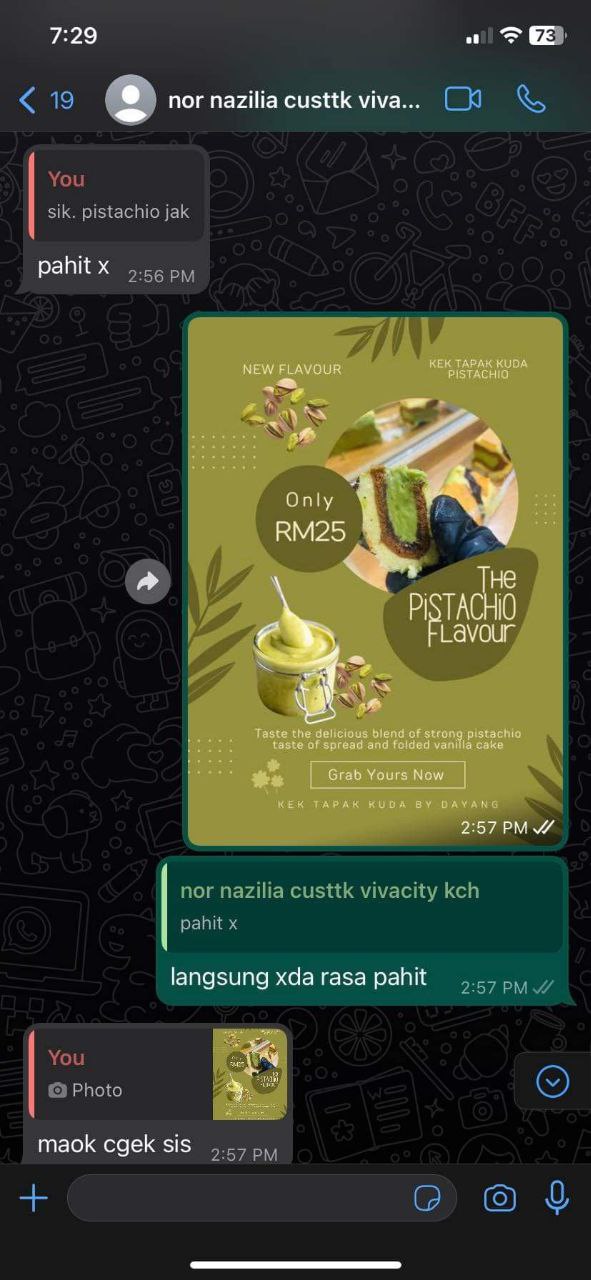 7:29
73
19
nor nazilia custtk viva...
You
sik. pistachio jak
pahit x
2:56 PM
NEW FLAVOUR
KEK TAPAK KUDA
PISTACHIO
Only
RM25
THE
PiSTACHiO
FLavour
Taste the delicious blend of strong pistachio
taste of spread and folded vanilla cake
Grab Yours Now
KEK TAPAK KUDA BY DAYANG
2:57 PM
nor nazilia custtk vivacity kch
pahit x
langsung xda rasa pahit
2:57 PM
You
Photo
maok cgek sis
2:57 PM